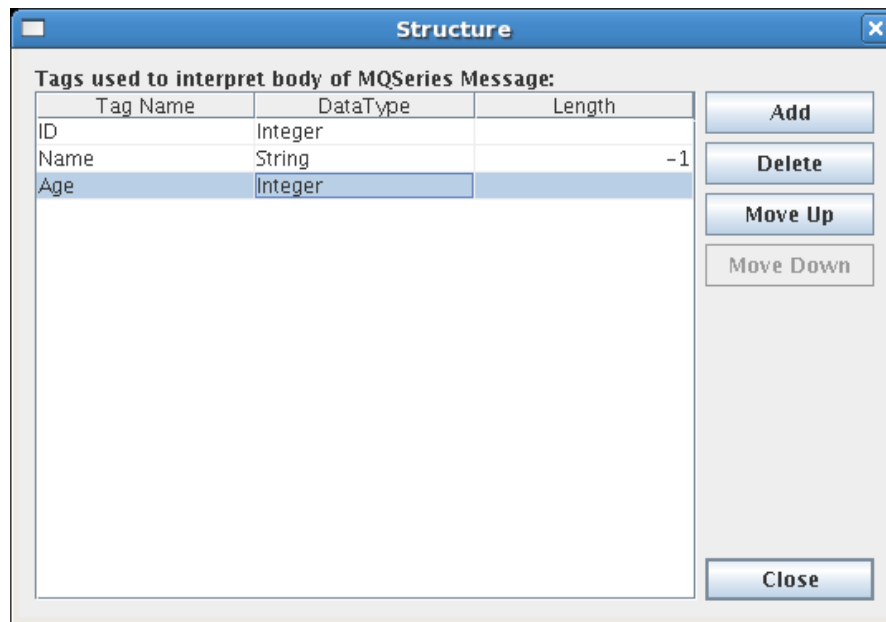 Structure
Tags used to interpret body of MQSeries Message:
Tag Name DataType Length
ID Integer
Name String -1
Age Integer
Add
Delete
Move Up
Move Down
Close